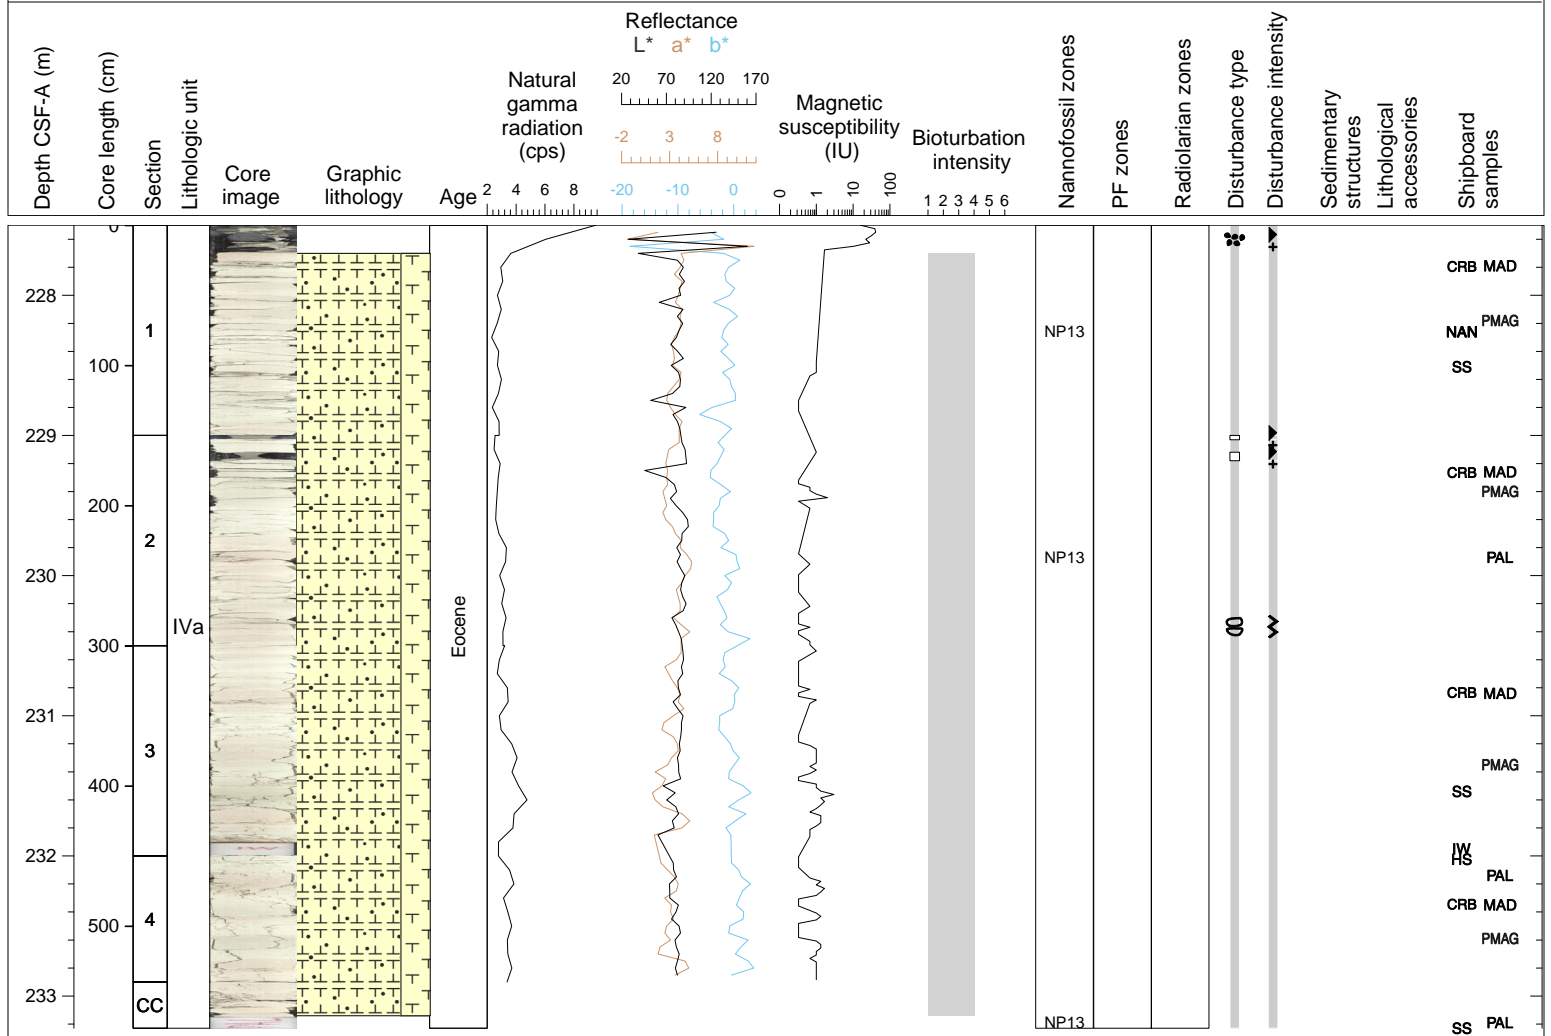 Depth CSF-A (m)
Core length (cm)
Section
Lithologic unit
Core
image
Graphic
lithology
Age
Natural
gamma
radiation
(cps)
2 4 6 8
Reflectance
L* a* b*
20 70 120 170
-2 3 8
-20 -10 0
Magnetic
susceptibility
(IU)
0 1 10 100
Bioturbation
intensity
1 2 3 4 5 6
Nannofossil zones
PF zones
Radiolarian zones
Disturbance type
Disturbance intensity
Sedimentary
structures
Lithological
accessories
Shipboard
samples
0
CRB MAD
228
PMAG
1
NP13
NAN
100
SS
229
CRB MAD
PMAG
200
2
NP13
PAL
230
IVa
Eocene
300
CRB MAD
231
3
PMAG
400
SS
IW
232
HS
PAL
CRB MAD
4
500
PMAG
233
CC
NP13
SS PAL